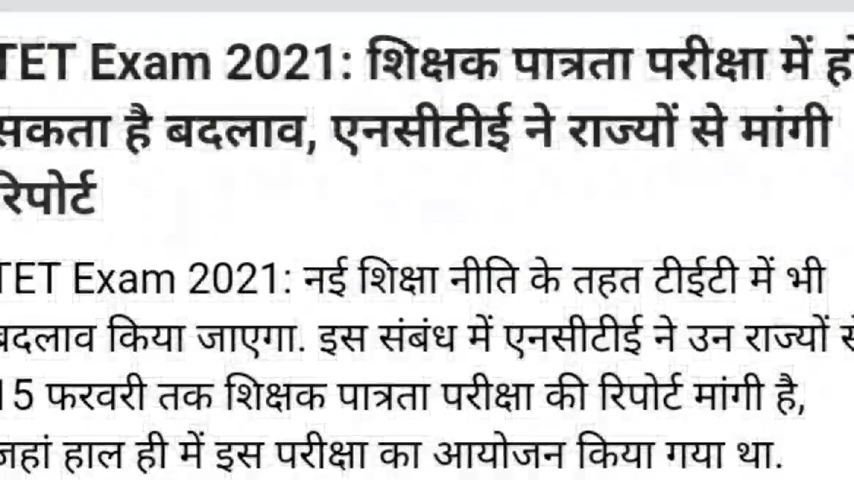 TET Exam 2021: शिक्षक पात्रता परीक्षा में हो
सकता है बदलाव, एनसीटीई ने राज्यों से मांगी
रिपोर्ट
TET Exam 2021: नई शिक्षा नीति के तहत टीईटी में भी
बदलाव किया जाएगा. इस संबंध में एनसीटीई ने उन राज्यों से
15 फरवरी तक शिक्षक पात्रता परीक्षा की रिपोर्ट मांगी है,
जहां हाल ही में इस परीक्षा का आयोजन किया गया था.